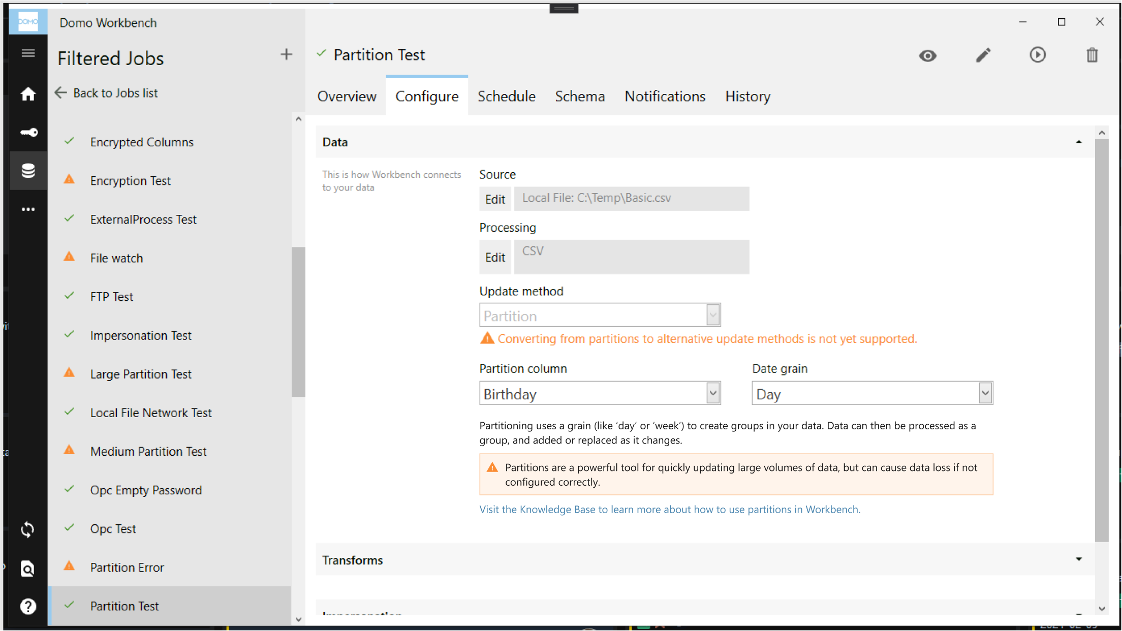 DOMO
Domo Workbench
Filtered Jobs
Back to Jobs list
Encrypted Columns
Encryption Test
ExternalProcess Test
File watch
FTP Test
Impersonation Test
Large Partition Test
Local File Network Test
Medium Partition Test
Opc Empty Password
Opc Test
Partition Error
Partition Test
Partition Test
Overview
Configure
Schedule
Schema
Notifications
History
Data
This is how Workbench connects
to your data
Source
Edit
Local File: C:\Temp\Basic.csv
Processing
Edit
CSV
Update method
Partition
Converting from partitions to alternative update methods is not yet supported.
Partition column
Date grain
Birthday
Day
Partitioning uses a grain (like 'day' or 'week') to create groups in your data. Data can then be processed as a
group, and added or replaced as it changes.
Partitions are a powerful tool for quickly updating large volumes of data, but can cause data loss if not
configured correctly.
Visit the Knowledge Base to learn more about how to use partitions in Workbench.
Transforms